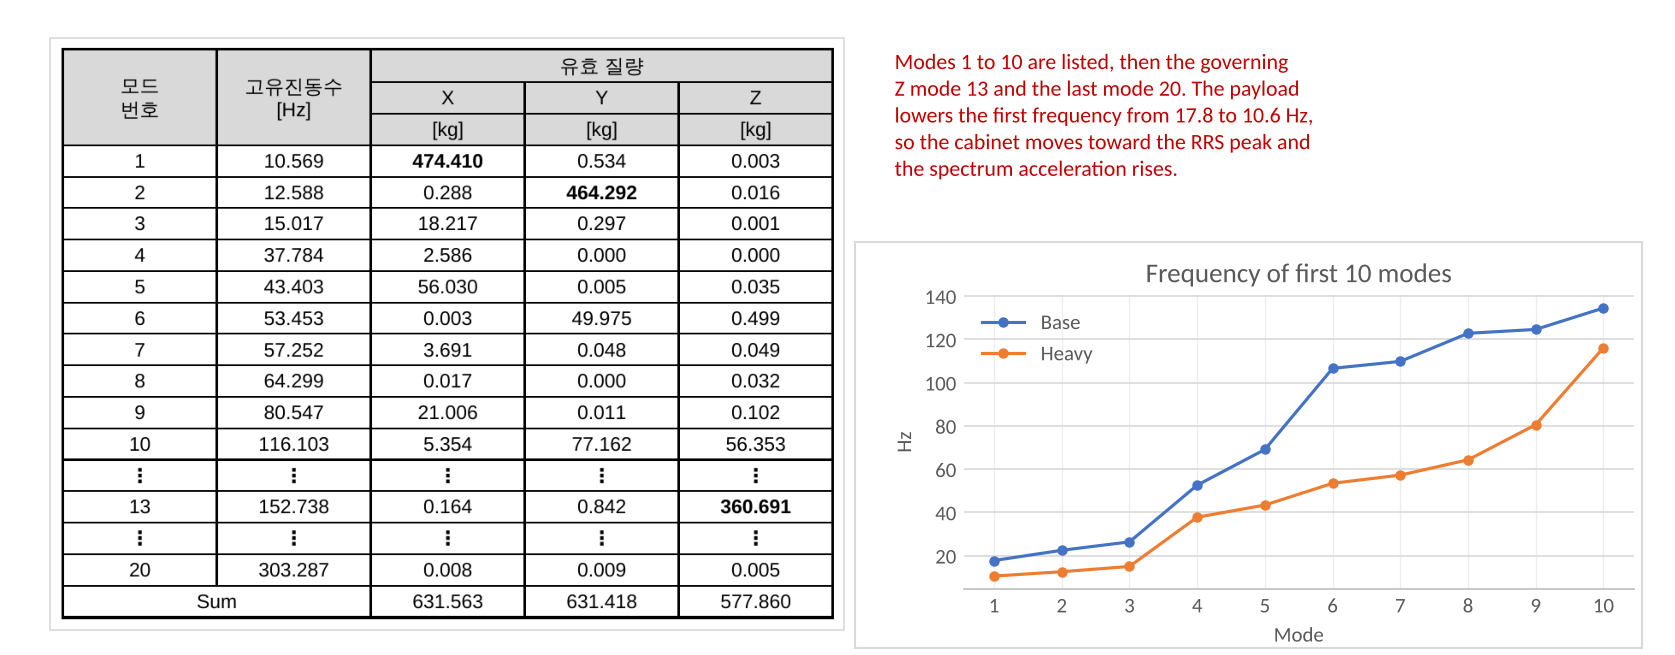 모드
번호
고유진동수
[Hz]
유효 질량
X Y Z
[kg] [kg] [kg]
1 10.569 474.410 0.534 0.003
2 12.588 0.288 464.292 0.016
3 15.017 18.217 0.297 0.001
4 37.784 2.586 0.000 0.000
5 43.403 56.030 0.005 0.035
6 53.453 0.003 49.975 0.499
7 57.252 3.691 0.048 0.049
8 64.299 0.017 0.000 0.032
9 80.547 21.006 0.011 0.102
10 116.103 5.354 77.162 56.353
⋮ ⋮ ⋮ ⋮ ⋮
13 152.738 0.164 0.842 360.691
⋮ ⋮ ⋮ ⋮ ⋮
20 303.287 0.008 0.009 0.005
Sum 631.563 631.418 577.860
Modes 1 to 10 are listed, then the governing
Z mode 13 and the last mode 20. The payload
lowers the first frequency from 17.8 to 10.6 Hz,
so the cabinet moves toward the RRS peak and
the spectrum acceleration rises.
Frequency of first 10 modes
140
120
100
80
60
40
20
Hz
Base
Heavy
1 2 3 4 5 6 7 8 9 10
Mode